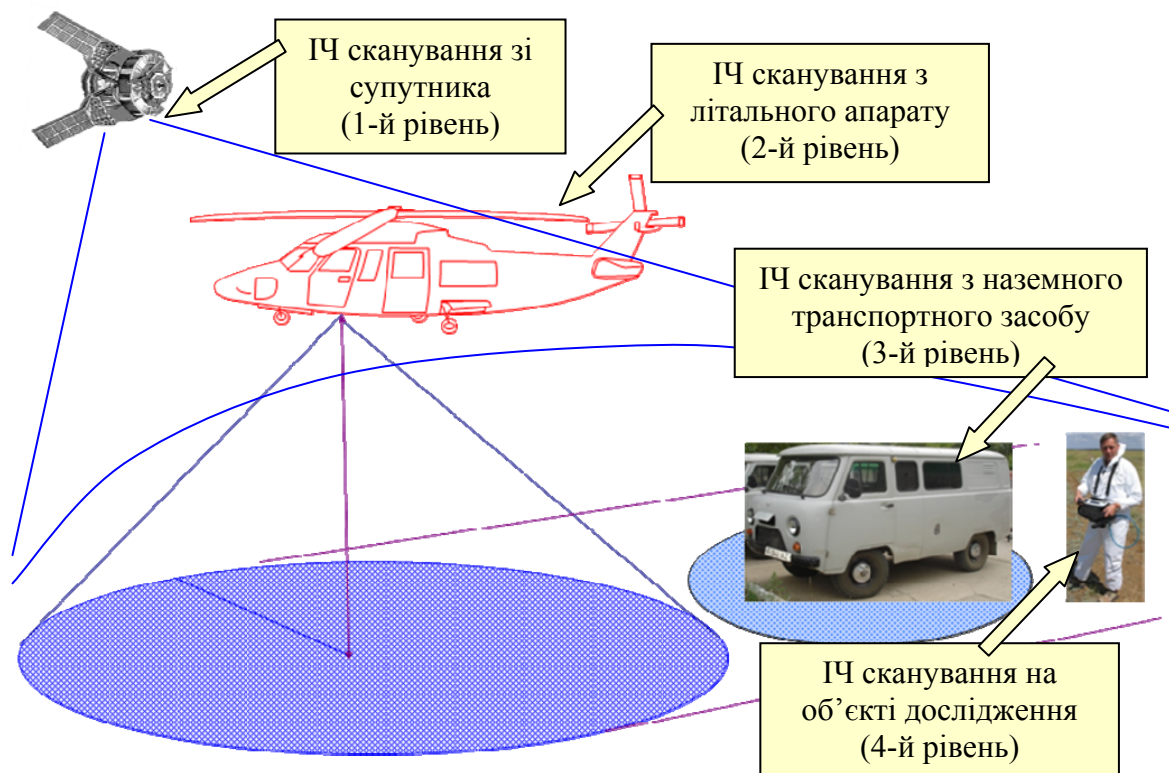 ІЧ сканування зі
супутника
(1-й рівень)
ІЧ сканування з
літального апарату
(2-й рівень)
ІЧ сканування з наземного
транспортного засобу
(3-й рівень)
ІЧ сканування на
об’єкті дослідження
(4-й рівень)